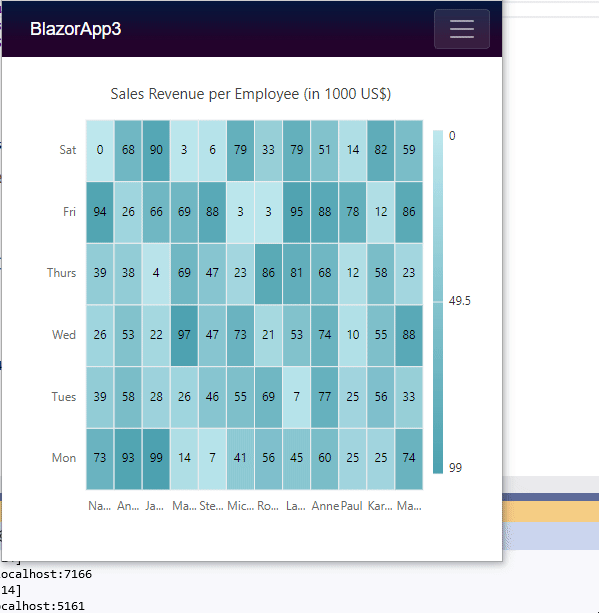 BlazorApp3
Sales Revenue per Employee (in 1000 US$)
Sat 0 68 90 3 6 79 33 79 51 14 82 59
Fri 94 26 66 69 88 3 3 95 88 78 12 86
Thurs 39 38 4 69 47 23 86 81 68 12 58 23
Wed 26 53 22 97 47 73 21 53 74 10 55 88
Tues 39 58 28 26 46 55 69 7 77 25 56 33
Mon 73 93 99 14 7 41 56 45 60 25 25 74
Na... An... Ja... Ma... Ste... Mic... Ro... La... Anne Paul Kar... Ma...
0
49.5
99
ocalhost:7166
14]
ocalhost:5161